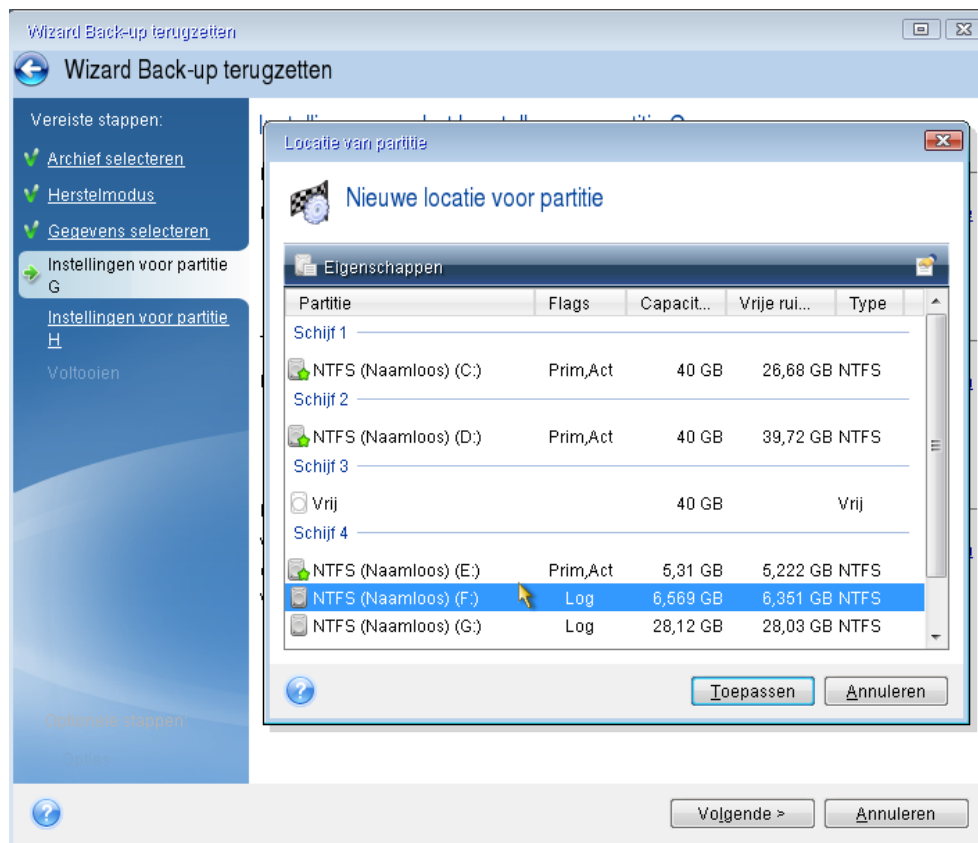 Wizard Back-up terugzetten
Wizard Back-up terugzetten
Vereiste stappen:
Archief selecteren
Herstelmodus
Gegevens selecteren
Instellingen voor partitie
G
Instellingen voor partitie
H
Voltooien
Optionele stappen
Opties
Locatie van partitie
Nieuwe locatie voor partitie
Eigenschappen
Partitie Flags Capacit... Vrije rui... Type
Schijf 1
NTFS (Naamloos) (C:) Prim,Act 40 GB 26,68 GB NTFS
Schijf 2
NTFS (Naamloos) (D:) Prim,Act 40 GB 39,72 GB NTFS
Schijf 3
Vrij 40 GB Vrij
Schijf 4
NTFS (Naamloos) (E:) Prim,Act 5,31 GB 5,222 GB NTFS
NTFS (Naamloos) (F:) Log 6,569 GB 6,351 GB NTFS
NTFS (Naamloos) (G:) Log 28,12 GB 28,03 GB NTFS
Toepassen Annuleren
Volgende > Annuleren